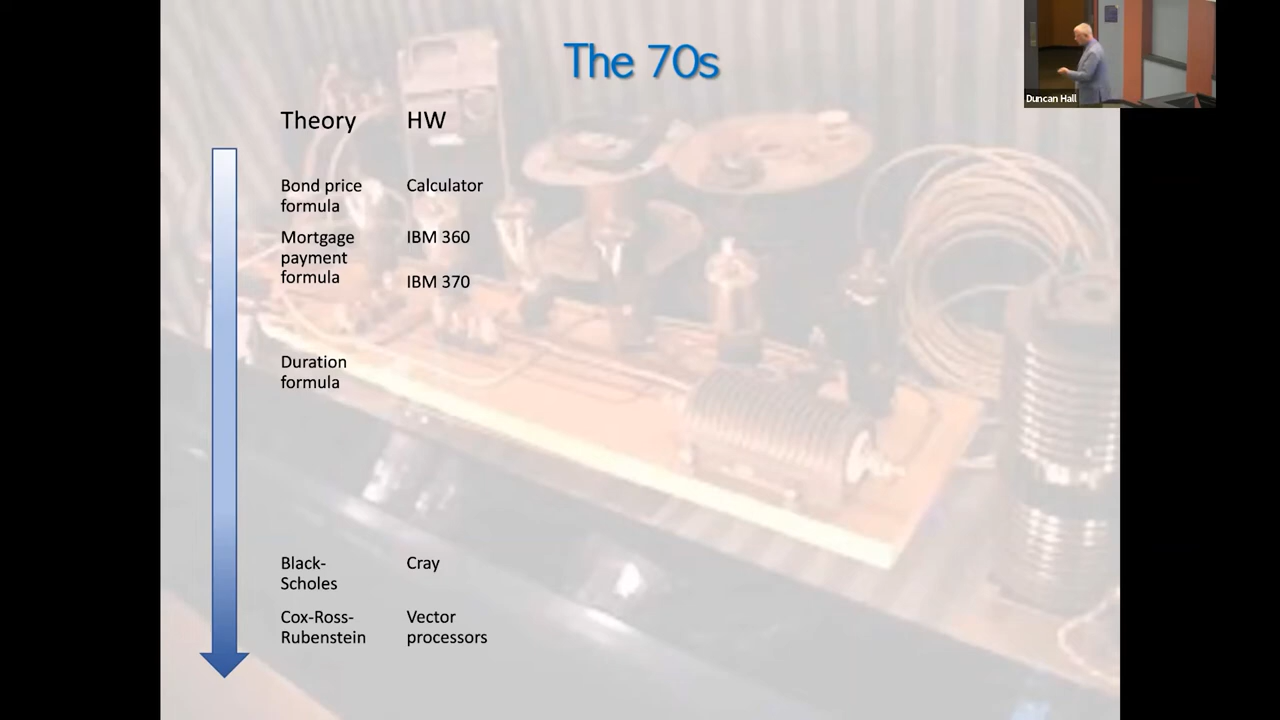 The 70s
Duncan Hall
Theory HW
Bond price
formula
Calculator
Mortgage
payment
formula
IBM 360
IBM 370
Duration
formula
Black-
Scholes
Cray
Cox-Ross-
Rubenstein
Vector
processors